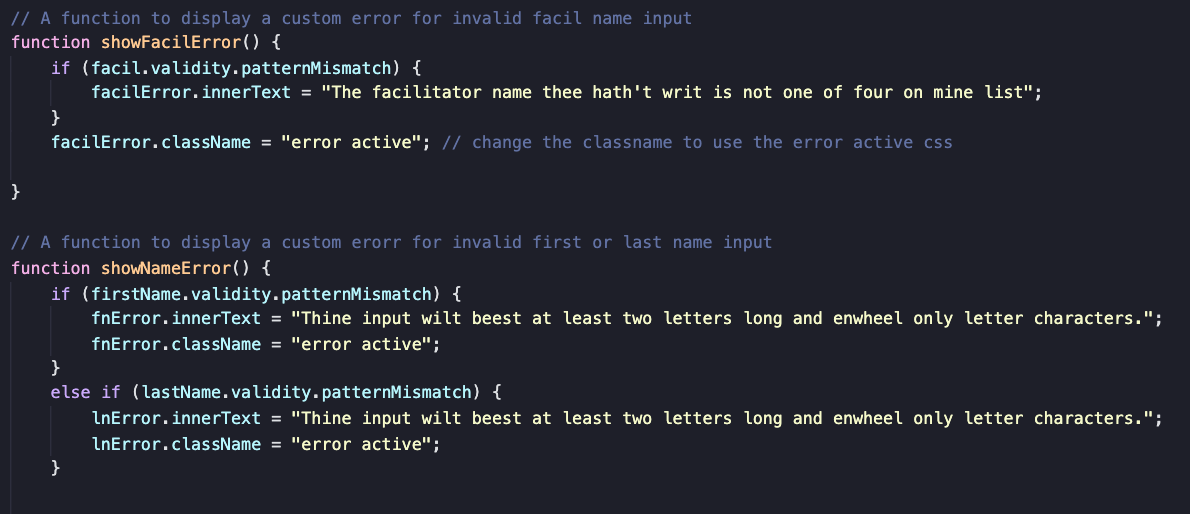 // A function to display a custom error for invalid facil name input
function showFacilError() {
    if (facil.validity.patternMismatch) {
        facilError.innerText = "The facilitator name thee hath't writ is not one of four on mine list";
    }
    facilError.className = "error active"; // change the classname to use the error active css
}
// A function to display a custom erorr for invalid first or last name input
function showNameError() {
    if (firstName.validity.patternMismatch) {
        fnError.innerText = "Thine input wilt beest at least two letters long and enwheel only letter characters.";
        fnError.className = "error active";
    }
    else if (lastName.validity.patternMismatch) {
        lnError.innerText = "Thine input wilt beest at least two letters long and enwheel only letter characters.";
        lnError.className = "error active";
    }